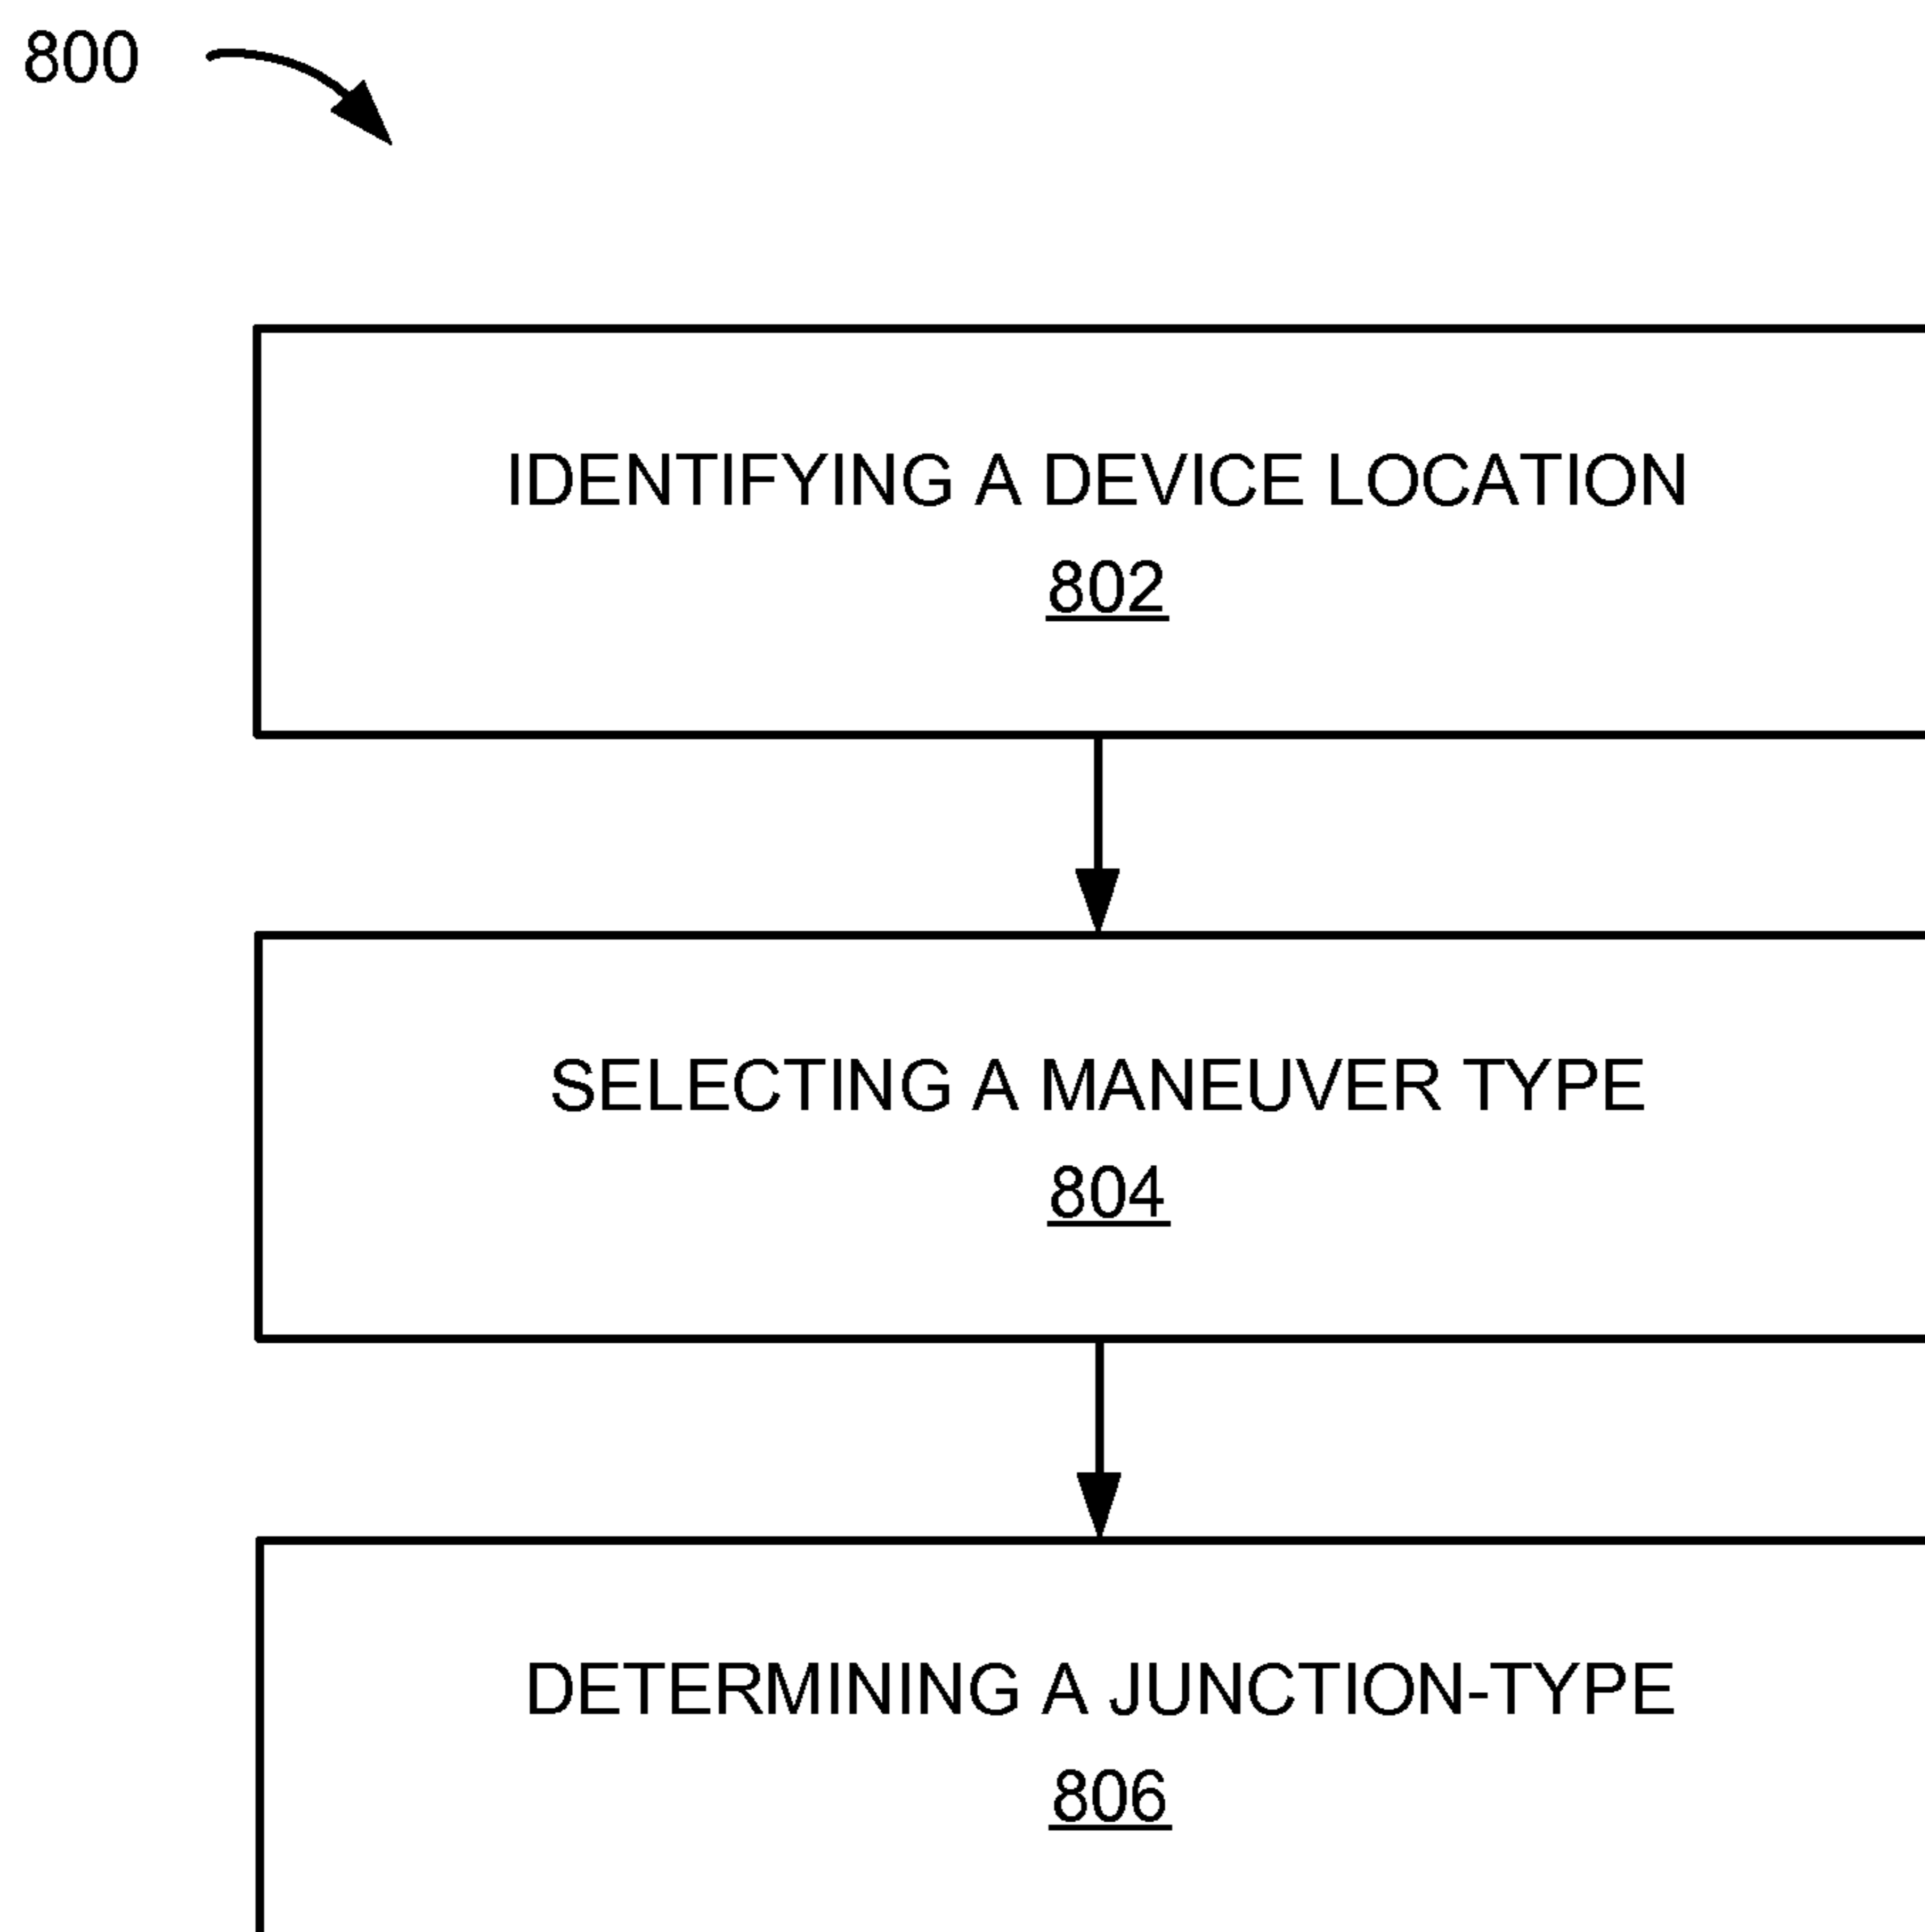 800
IDENTIFYING A DEVICE LOCATION
802
SELECTING A MANEUVER TYPE
804
DETERMINING A JUNCTION-TYPE
806